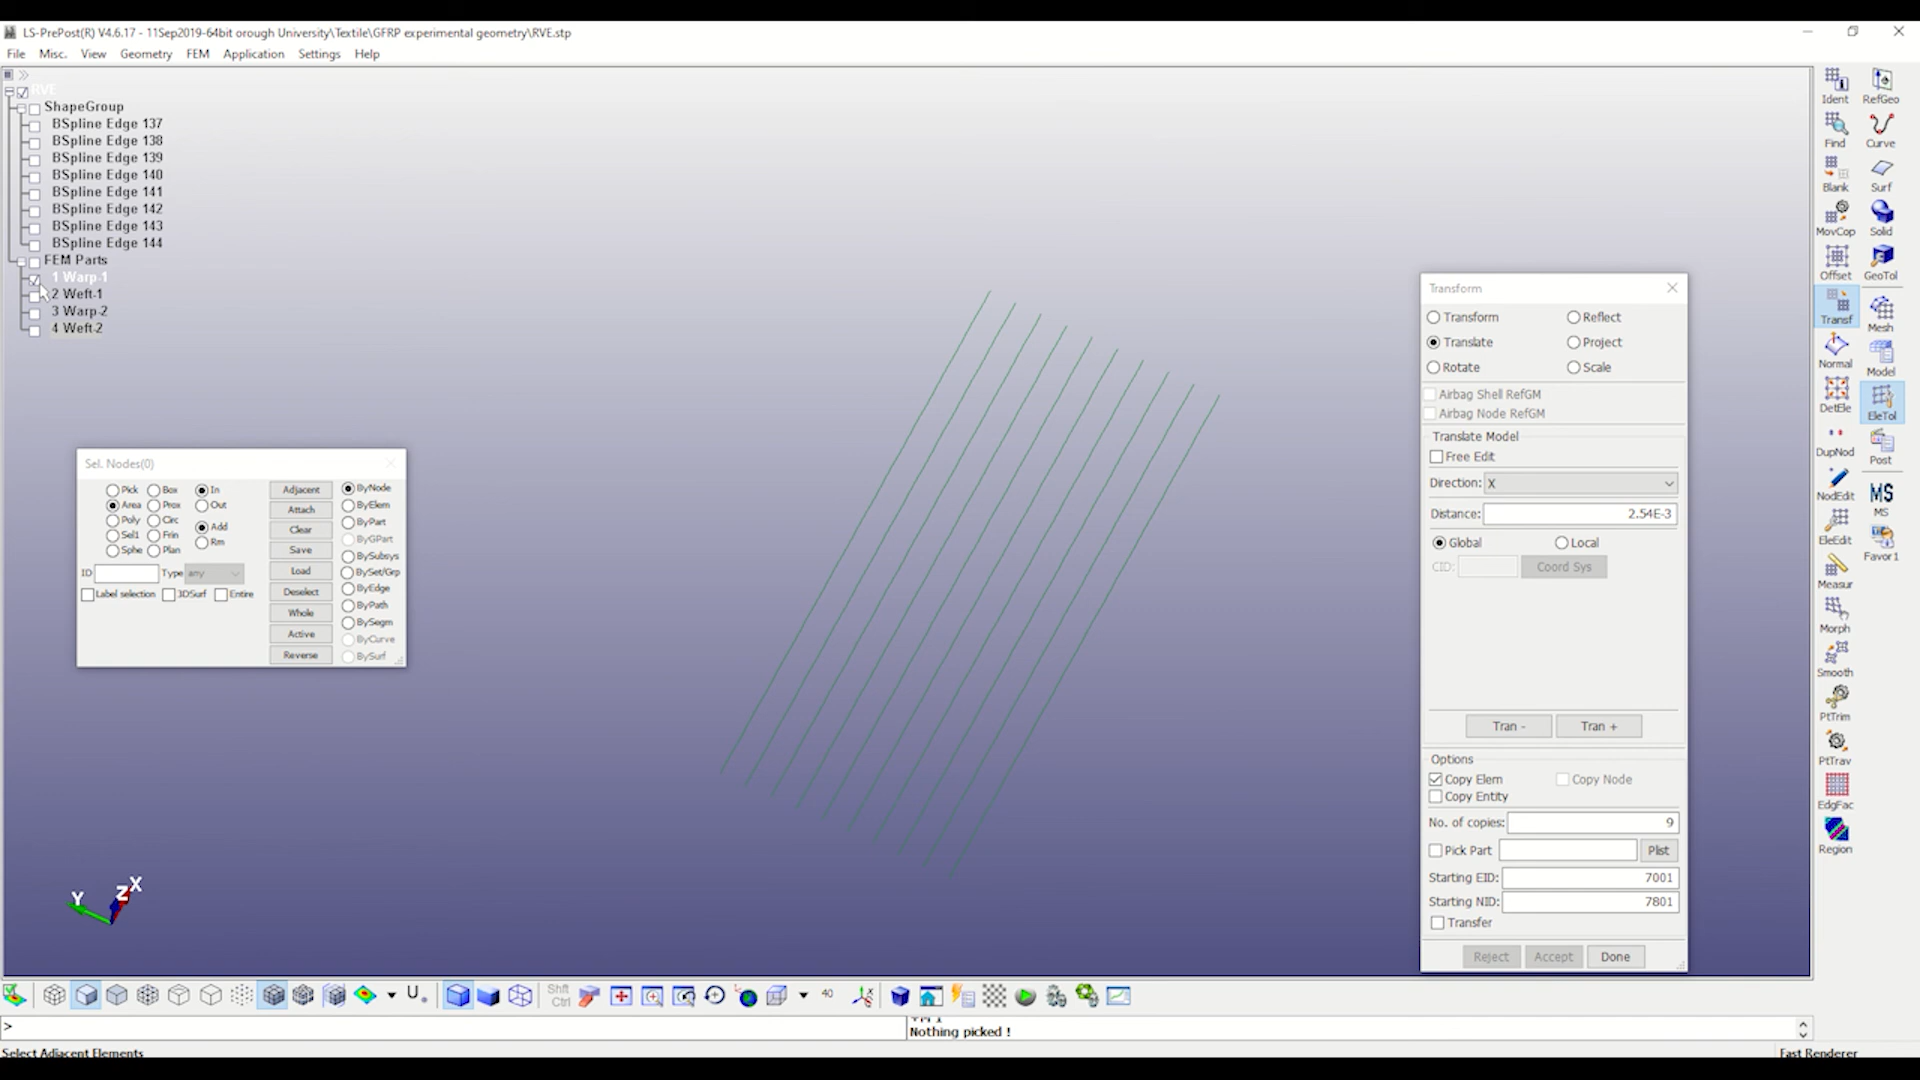 LS-PrePost(R) V4.6.17 - 11Sep2019-64bit orough University\Textile\GFRP experimental geometry\RVE.stp
File Misc. View Geometry FEM Application Settings Help
RVE
ShapeGroup
BSpline Edge 137
BSpline Edge 138
BSpline Edge 139
BSpline Edge 140
BSpline Edge 141
BSpline Edge 142
BSpline Edge 143
BSpline Edge 144
FEM Parts
1 Warp-1
2 Weft-1
3 Warp-2
4 Weft-2
Sel. Nodes(0)
Pick Box In Adjacent ByNode
Area Prox Out Attach ByElem
Poly Circ Add Clear ByPart
Sel1 Frin Rm Save ByGPart
Sphe Plan Load BySubsys
ID Type any Deselect BySet/Grp
Label selection 3DSurf Entire Whole ByEdge
Active ByPath
Reverse BySegm
ByCurve
BySurf
Transform
Transform Reflect
Translate Project
Rotate Scale
Airbag Shell RefGM
Airbag Node RefGM
Translate Model
Free Edit
Direction: X
Distance: 2.54E-3
Global Local
CID: Coord Sys
Tran - Tran +
Options
Copy Elem Copy Node
Copy Entity
No. of copies: 9
Pick Part Plist
Starting EID: 7001
Starting NID: 7801
Transfer
Reject Accept Done
Ident RefGeo
Find Curve
Blank Surf
MovCop Solid
Offset GeoTol
Transf Mesh
Normal Model
DetEle EleTol
DupNod Post
NodEdit MS
MS
EleEdit Favor1
Measur
Morph
Smooth
PtTrim
PtTrav
EdgFac
Region
Y Z X
Shft
Ctrl
40
>
Nothing picked !
Select Adjacent Elements Fast Renderer